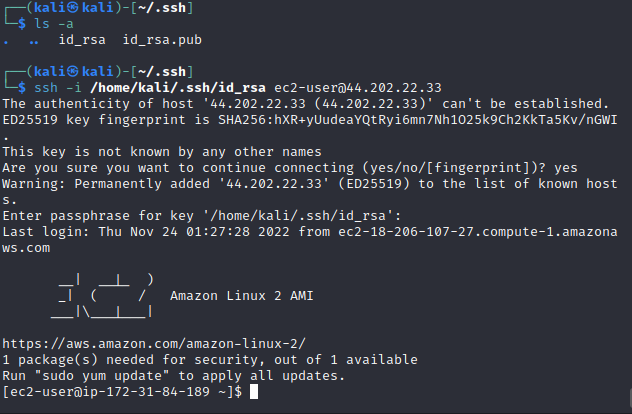 ┌──(kali㉿kali)-[~/.ssh]
└─$ ls -a
.  ..  id_rsa  id_rsa.pub
┌──(kali㉿kali)-[~/.ssh]
└─$ ssh -i /home/kali/.ssh/id_rsa ec2-user@44.202.22.33
The authenticity of host '44.202.22.33 (44.202.22.33)' can't be established.
ED25519 key fingerprint is SHA256:hXR+yUudeaYQtRyi6mn7Nh1O25k9Ch2KkTa5Kv/nGWI
.
This key is not known by any other names
Are you sure you want to continue connecting (yes/no/[fingerprint])? yes
Warning: Permanently added '44.202.22.33' (ED25519) to the list of known host
s.
Enter passphrase for key '/home/kali/.ssh/id_rsa':
Last login: Thu Nov 24 01:27:28 2022 from ec2-18-206-107-27.compute-1.amazona
ws.com
       __|  __|_  )
       _|  (     /   Amazon Linux 2 AMI
      ___|\___|___|
https://aws.amazon.com/amazon-linux-2/
1 package(s) needed for security, out of 1 available
Run "sudo yum update" to apply all updates.
[ec2-user@ip-172-31-84-189 ~]$